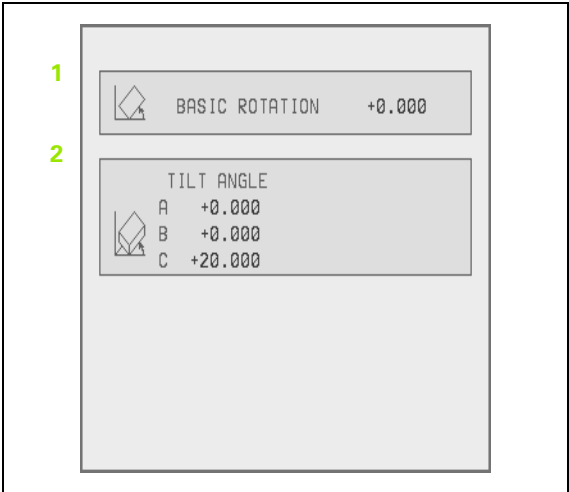 1
BASIC ROTATION +0.000
2
TILT ANGLE
A +0.000
B +0.000
C +20.000